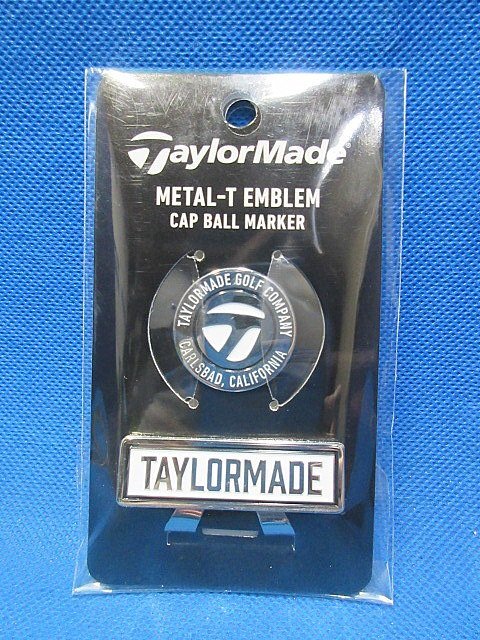 TaylorMade
METAL-T EMBLEM
CAP BALL MARKER
TAYLORMADE GOLF COMPANY
CARLSBAD, CALIFORNIA
TAYLORMADE